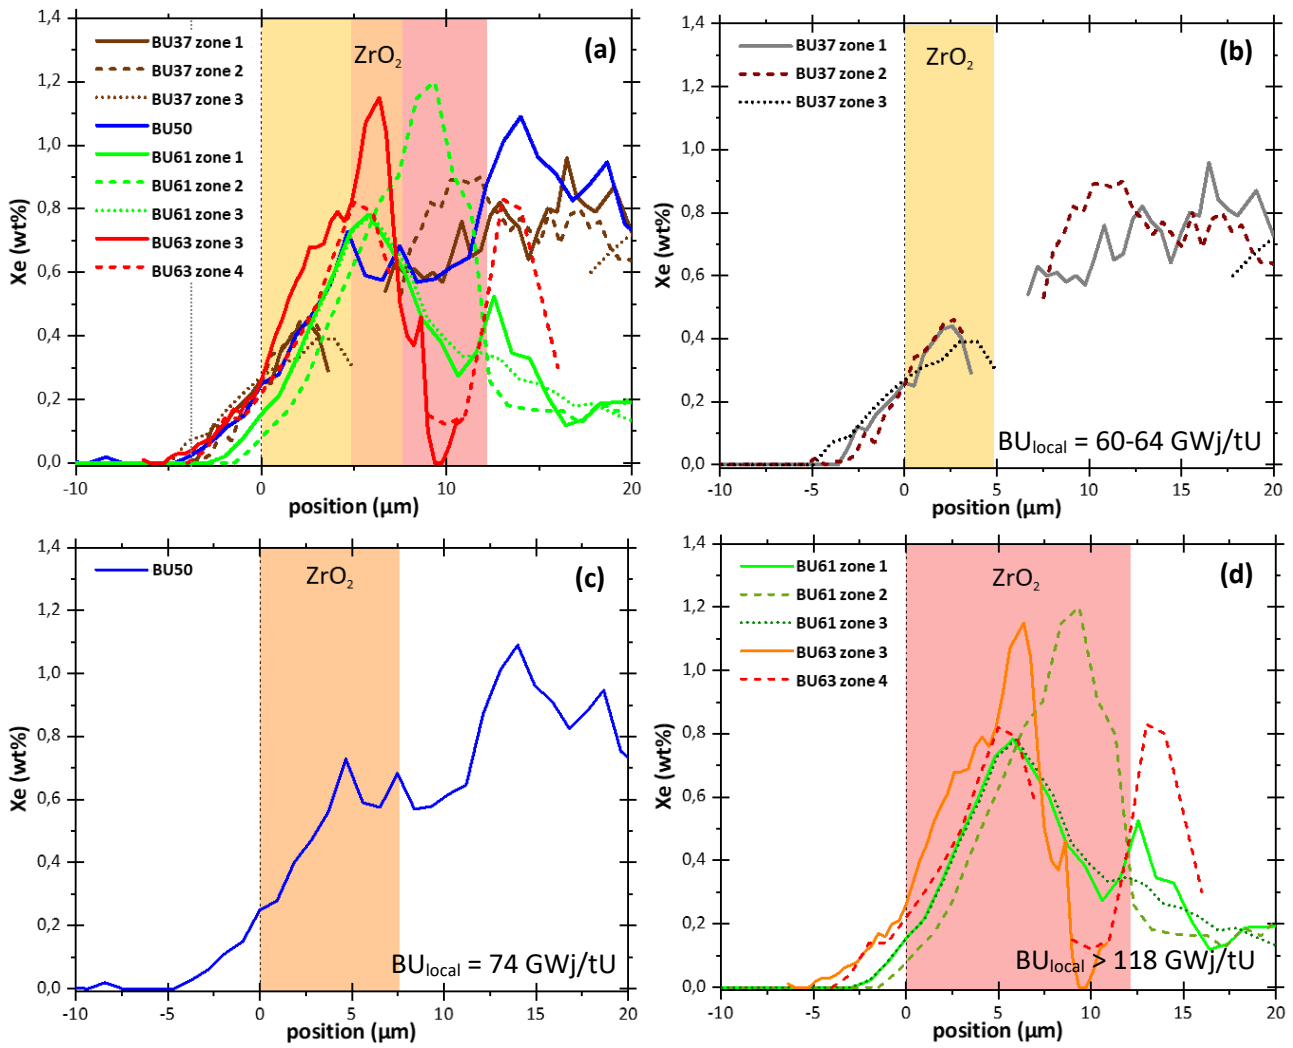 (a)
ZrO2
BU37 zone 1
BU37 zone 2
BU37 zone 3
BU50
BU61 zone 1
BU61 zone 2
BU61 zone 3
BU63 zone 3
BU63 zone 4
Xe (wt%)
1,4
1,2
1,0
0,8
0,6
0,4
0,2
0,0
-10
-5
0
5
10
15
20
position (µm)
(b)
ZrO2
BU37 zone 1
BU37 zone 2
BU37 zone 3
BUlocal = 60-64 GWj/tU
Xe (wt%)
1,4
1,2
1,0
0,8
0,6
0,4
0,2
0,0
-10
-5
0
5
10
15
20
position (µm)
(c)
ZrO2
BU50
BUlocal = 74 GWj/tU
Xe (wt%)
1,4
1,2
1,0
0,8
0,6
0,4
0,2
0,0
-10
-5
0
5
10
15
20
position (µm)
(d)
ZrO2
BU61 zone 1
BU61 zone 2
BU61 zone 3
BU63 zone 3
BU63 zone 4
BUlocal > 118 GWj/tU
Xe (wt%)
1,4
1,2
1,0
0,8
0,6
0,4
0,2
0,0
-10
-5
0
5
10
15
20
position (µm)